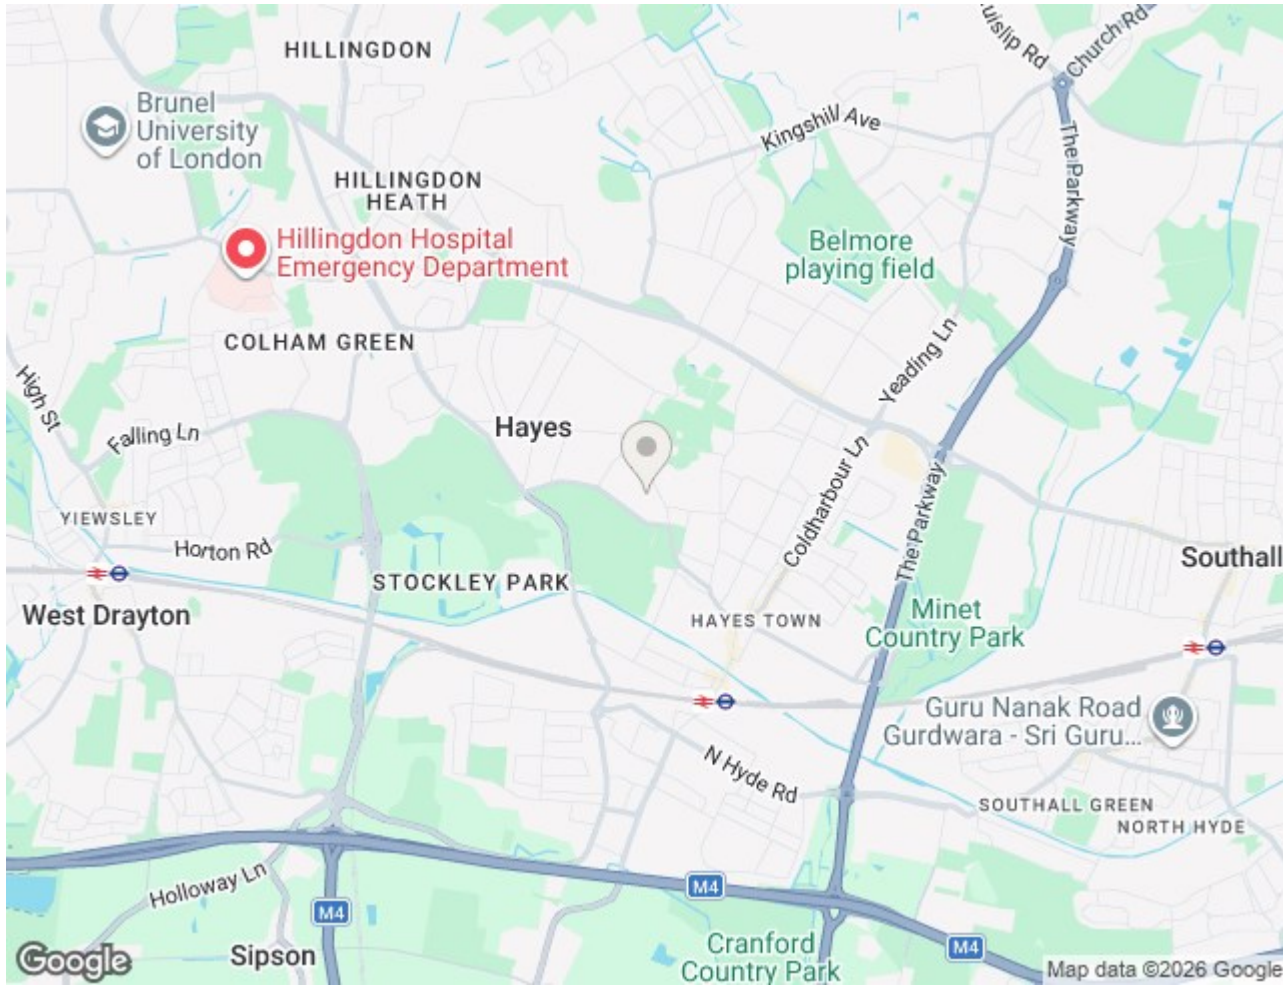 HILLINGDON
uislip Rd
Church Rd
Brunel
University
of London
Kingshill Ave
The Parkway
HILLINGDON
HEATH
Hillingdon Hospital
Emergency Department
Belmore
playing field
COLHAM GREEN
High St
Yeading Ln
Falling Ln
Hayes
Coldharbour Ln
The Parkway
YIEWSLEY
Horton Rd
Southall
STOCKLEY PARK
West Drayton
Minet
Country Park
HAYES TOWN
Guru Nanak Road
Gurdwara - Sri Guru...
N Hyde Rd
SOUTHALL GREEN
NORTH HYDE
Holloway Ln
M4
M4
M4
Sipson
Cranford
Country Park
Google
Map data ©2026 Google